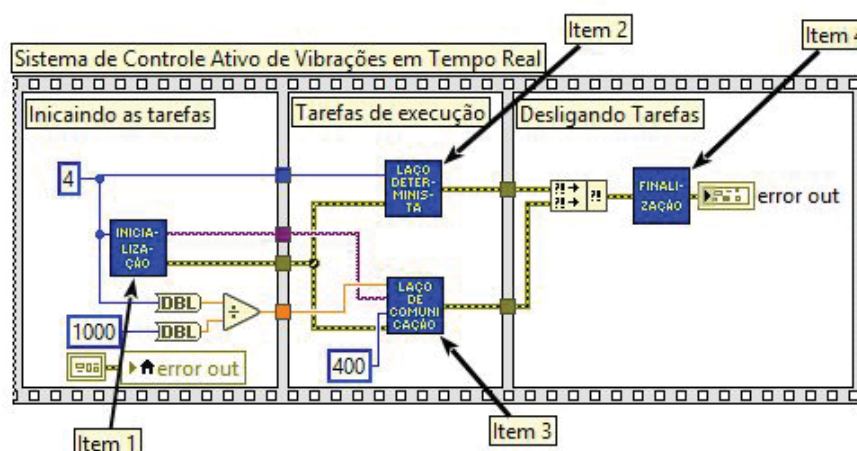 Item 2
Item 4
Sistema de Controle Ativo de Vibrações em Tempo Real
Inicaindo as tarefas
Tarefas de execução
Desligando Tarefas
4
INICIA-
LIZA-
ÇÃO
DBL
1000
DBL
÷
error out
LAÇO
DETER-
MINIS-
TA
LAÇO
DE
COMUNI
CAÇÃO
400
FINALI-
ZAÇÃO
error out
Item 1
Item 3